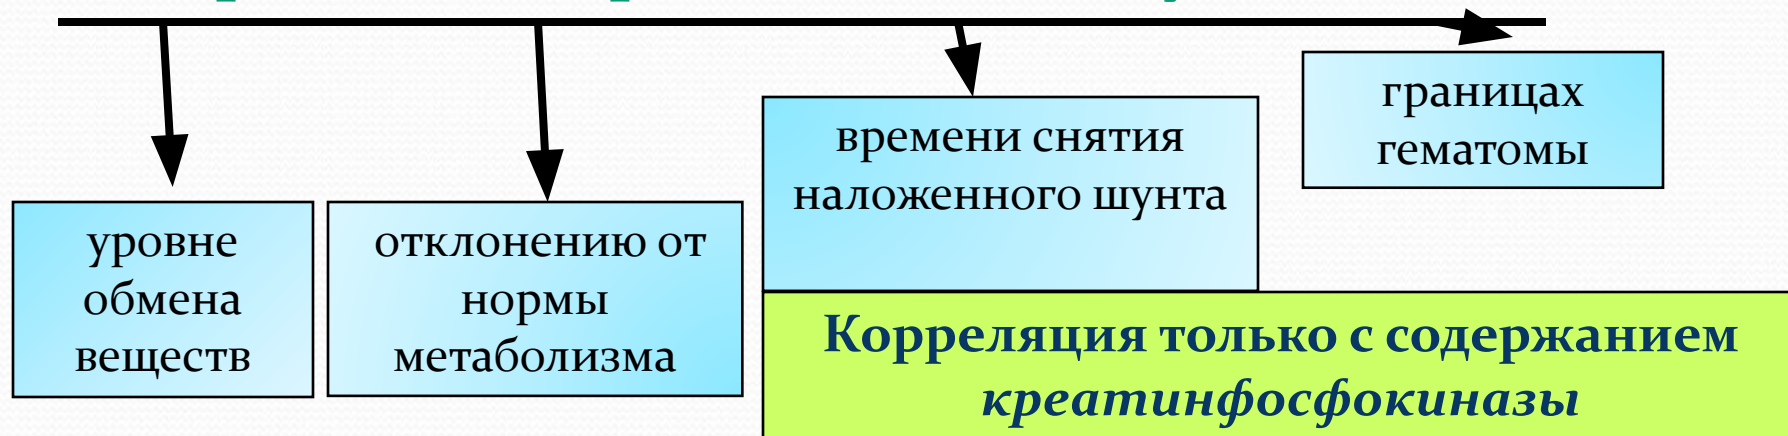 уровне
обмена
веществ
отклонению от
нормы
метаболизма
времени снятия
наложенного шунта
границах
гематомы
Корреляция только с содержанием
креатинфосфокиназы